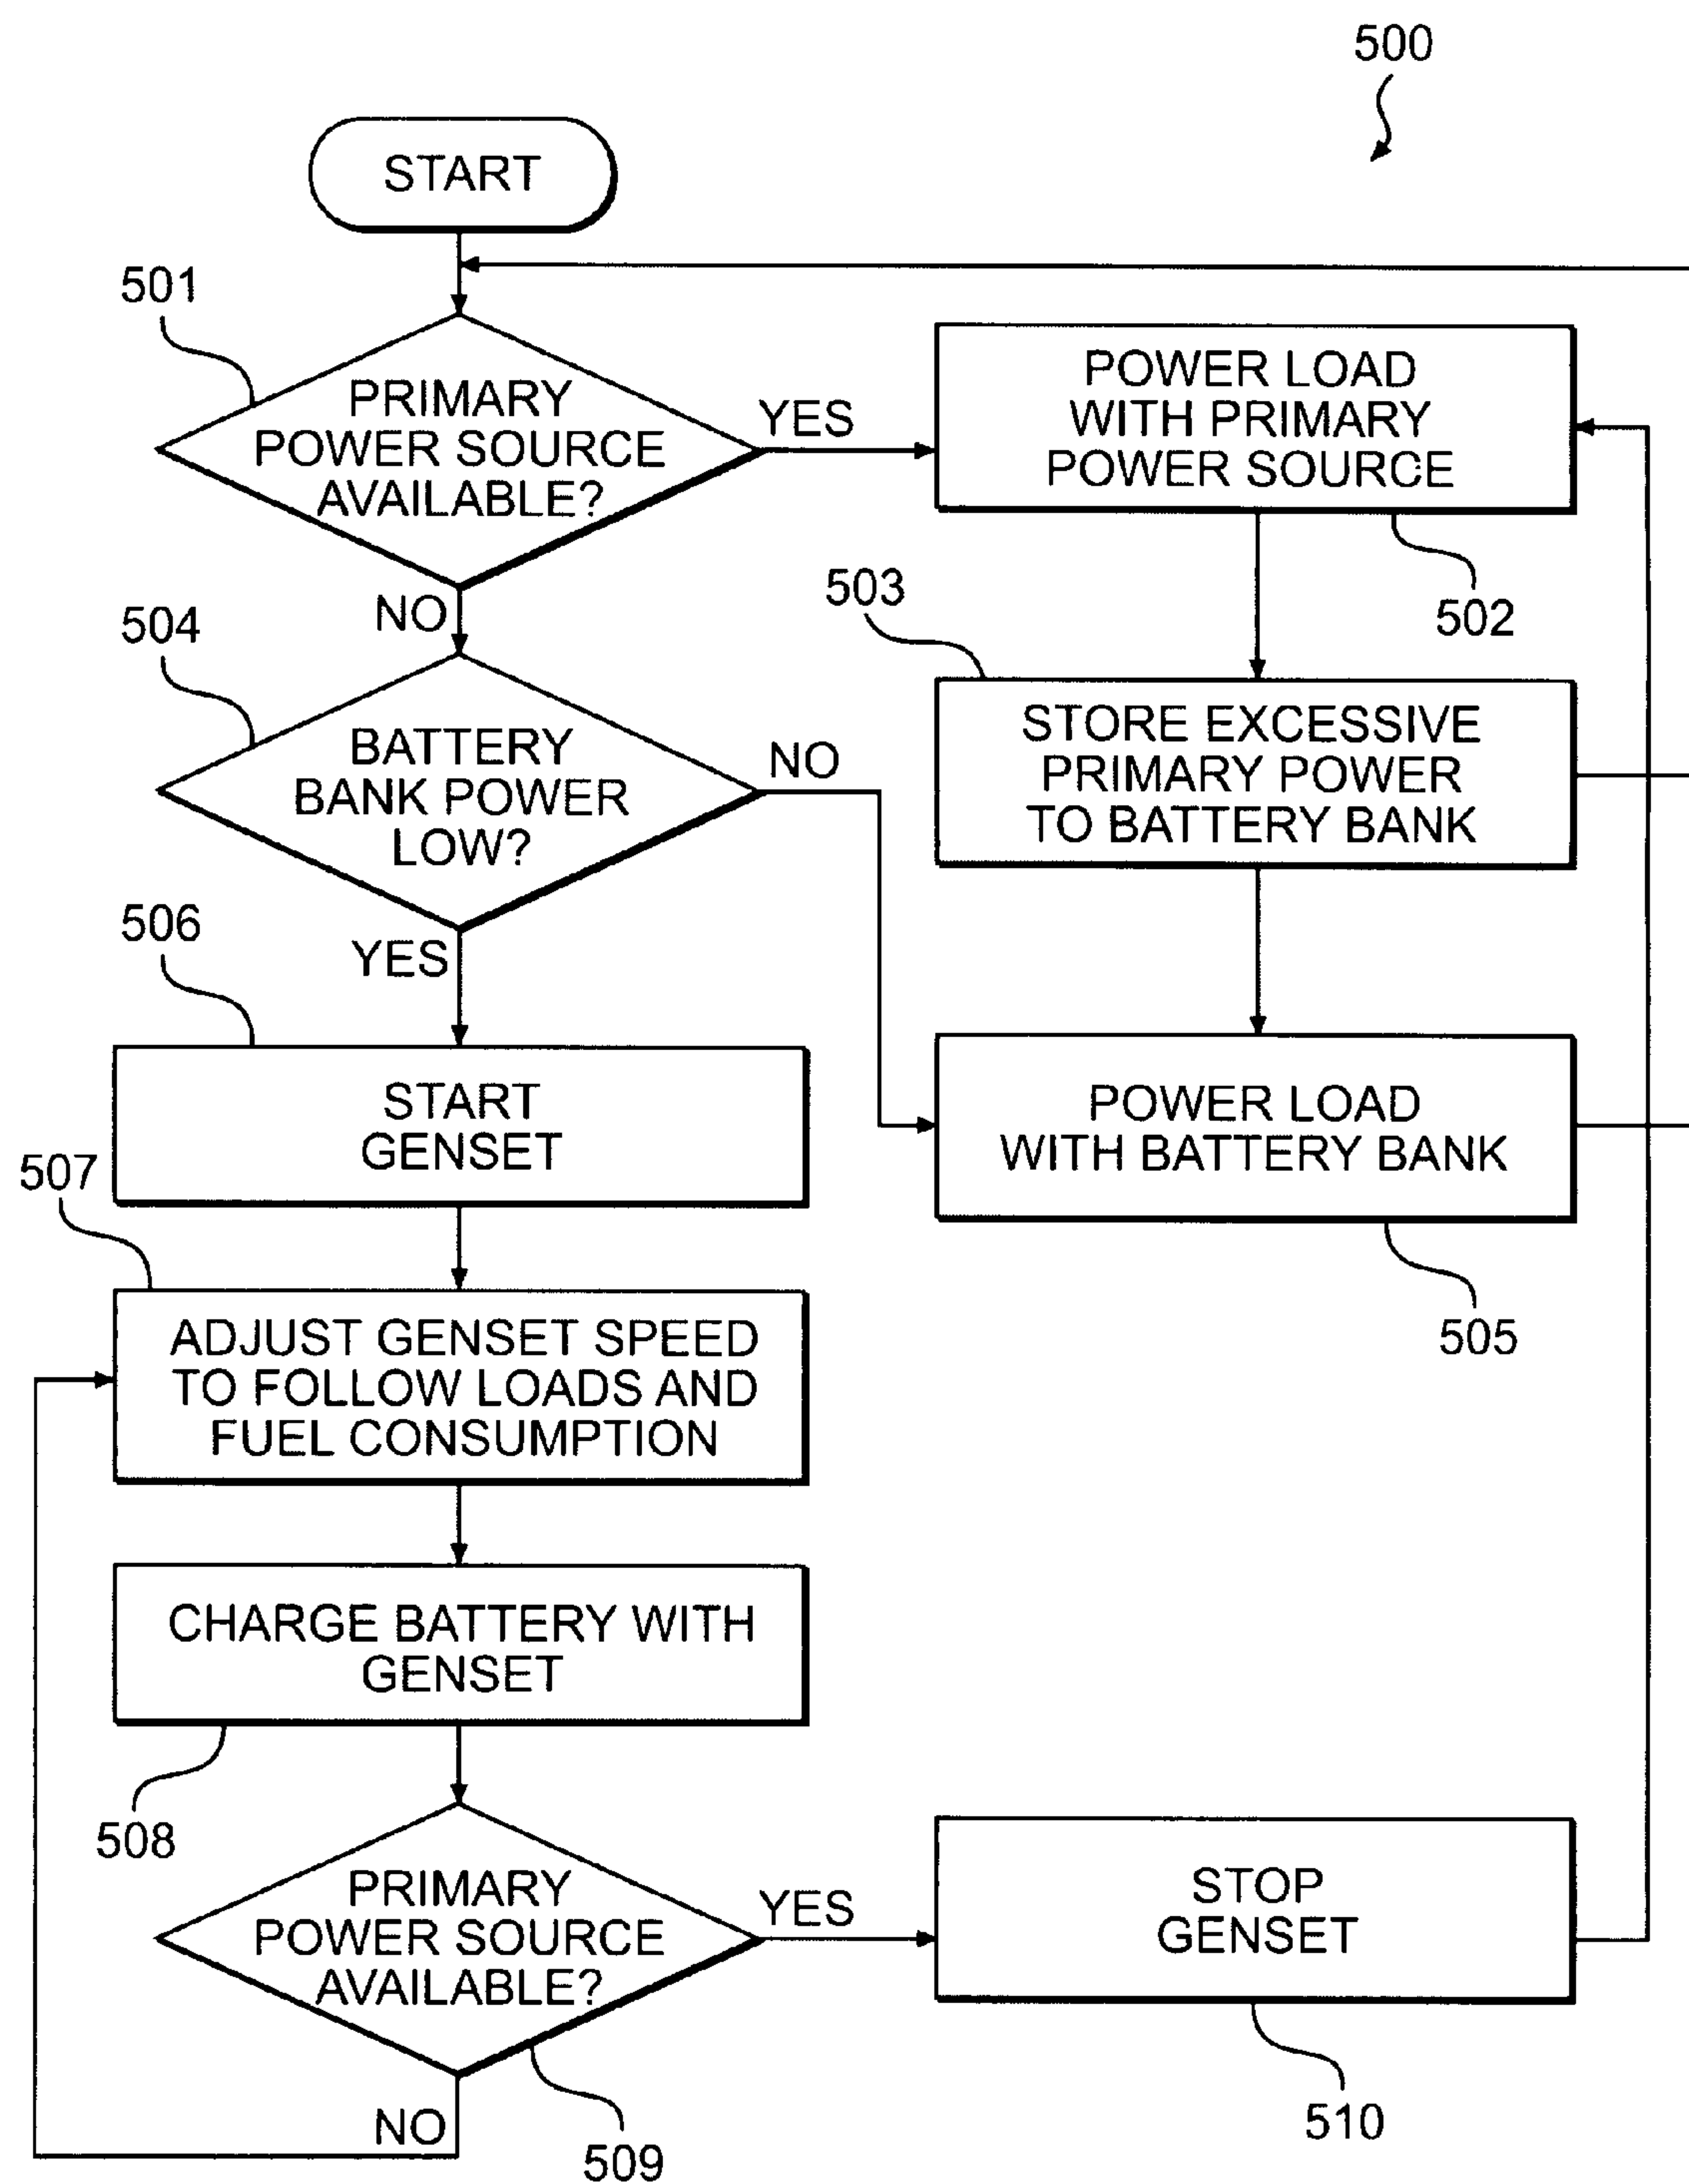 500
START
501
PRIMARY
POWER SOURCE
AVAILABLE?
YES
POWER LOAD
WITH PRIMARY
POWER SOURCE
502
NO
503
STORE EXCESSIVE
PRIMARY POWER
TO BATTERY BANK
504
BATTERY
BANK POWER
LOW?
NO
POWER LOAD
WITH BATTERY BANK
505
YES
506
START
GENSET
507
ADJUST GENSET SPEED
TO FOLLOW LOADS AND
FUEL CONSUMPTION
CHARGE BATTERY WITH
GENSET
508
PRIMARY
POWER SOURCE
AVAILABLE?
YES
STOP
GENSET
510
NO
509